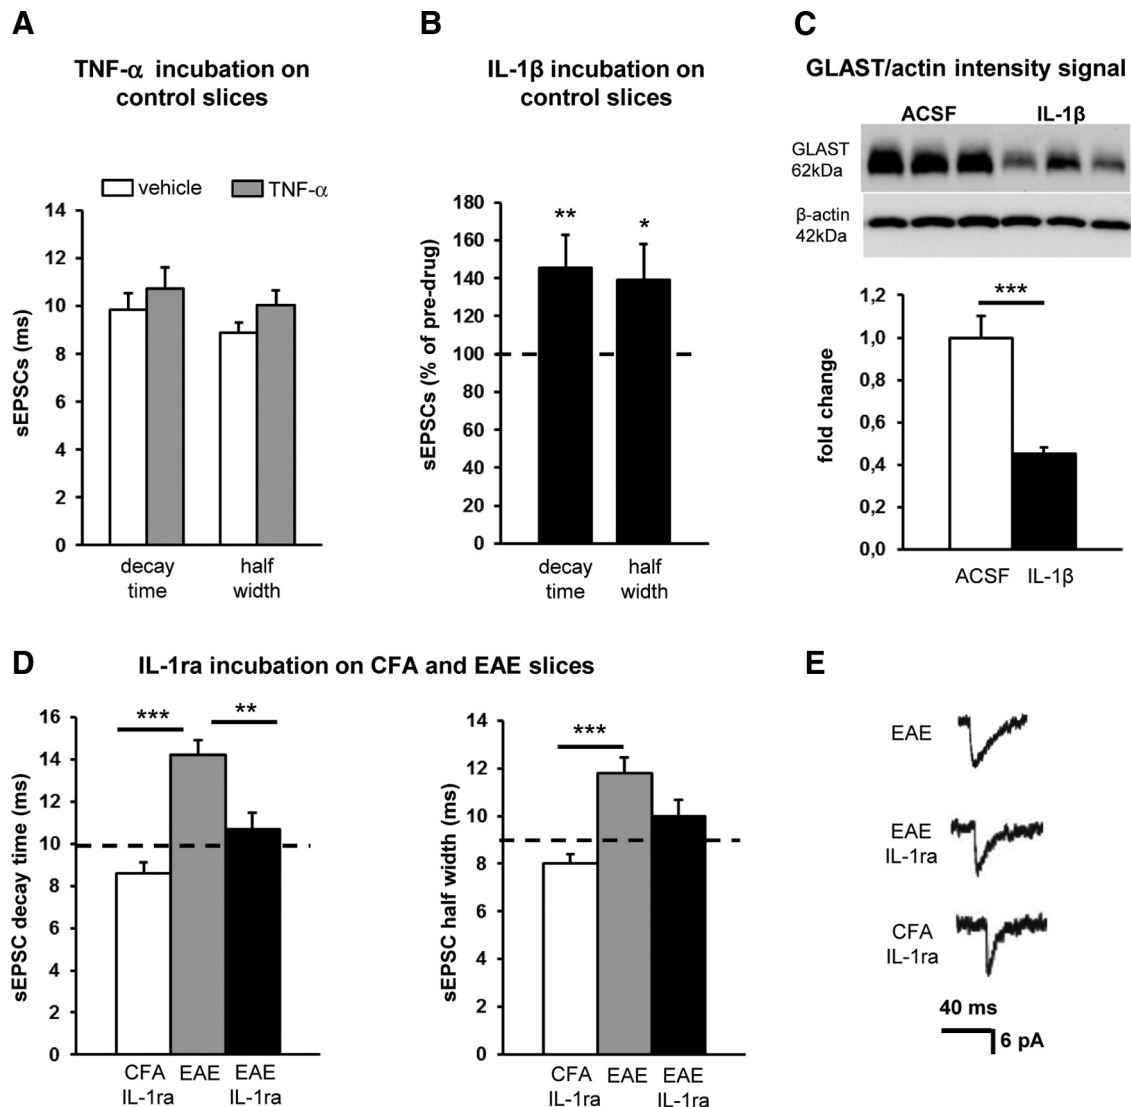 A
TNF-α incubation on
control slices
vehicle
TNF-α
sEPSCs (ms)
14
12
10
8
6
4
2
0
decay
time
half
width
B
IL-1β incubation on
control slices
sEPSCs (% of pre-drug)
180
160
140
120
100
80
60
40
20
0
**
*
decay
time
half
width
C
GLAST/actin intensity signal
ACSF
IL-1β
GLAST
62kDa
β-actin
42kDa
fold change
1,2
1,0
0,8
0,6
0,4
0,2
0,0
***
ACSF
IL-1β
D
IL-1ra incubation on CFA and EAE slices
sEPSC decay time (ms)
16
14
12
10
8
6
4
2
0
***
**
CFA
IL-1ra
EAE
EAE
IL-1ra
sEPSC half width (ms)
14
12
10
8
6
4
2
0
***
CFA
IL-1ra
EAE
EAE
IL-1ra
E
EAE
EAE
IL-1ra
CFA
IL-1ra
40 ms
6 pA